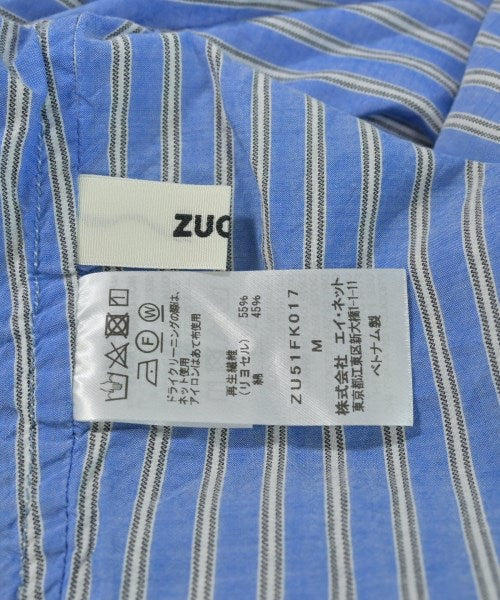 ZUC
ドライクリーニングの際は、
ネット使用
アイロンはあて布使用
再生繊維 55%
(リヨセル)
綿 45%
ZU51FK017
M
株式会社 エイ・ネット
東京都江東区新大橋1-1-11
ベトナム製